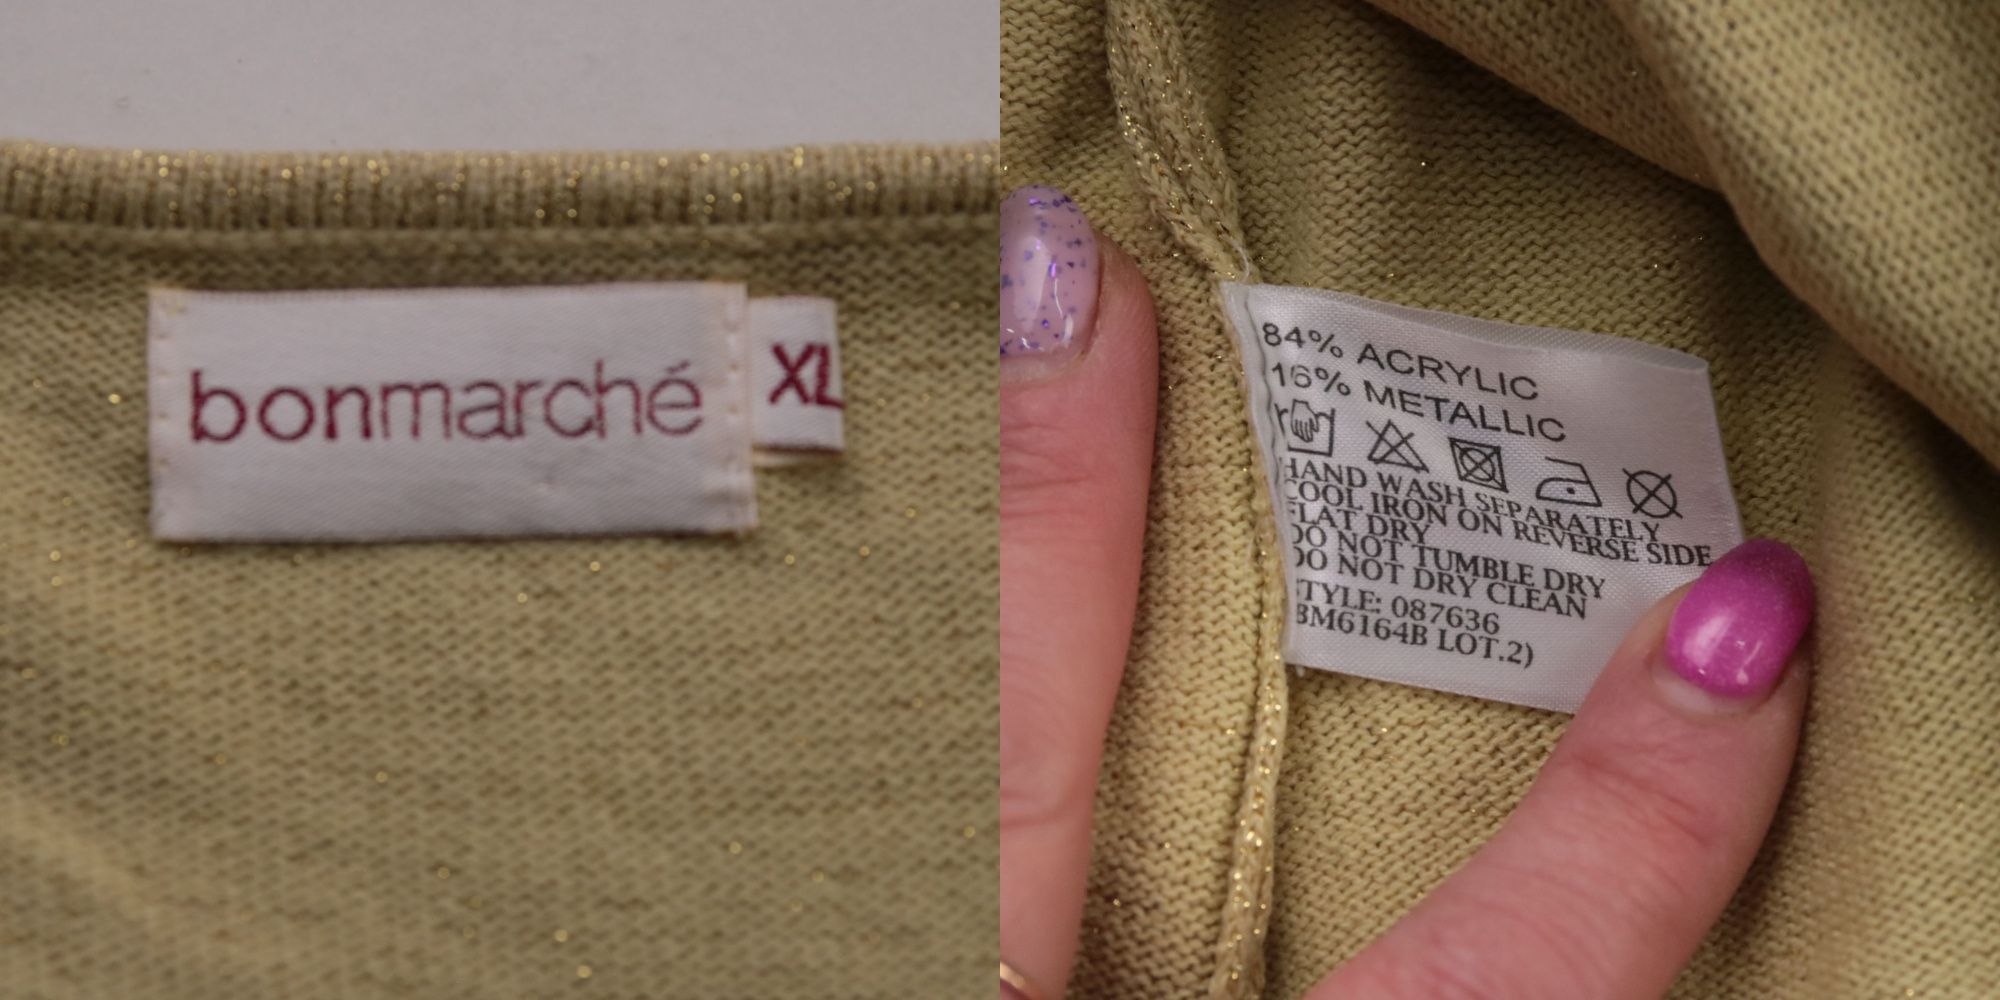 bonmarché
XL
84% ACRYLIC
16% METALLIC
HAND WASH SEPARATELY
COOL IRON ON REVERSE SIDE
FLAT DRY
DO NOT TUMBLE DRY
DO NOT DRY CLEAN
STYLE: 087636
BM6164B LOT.2)